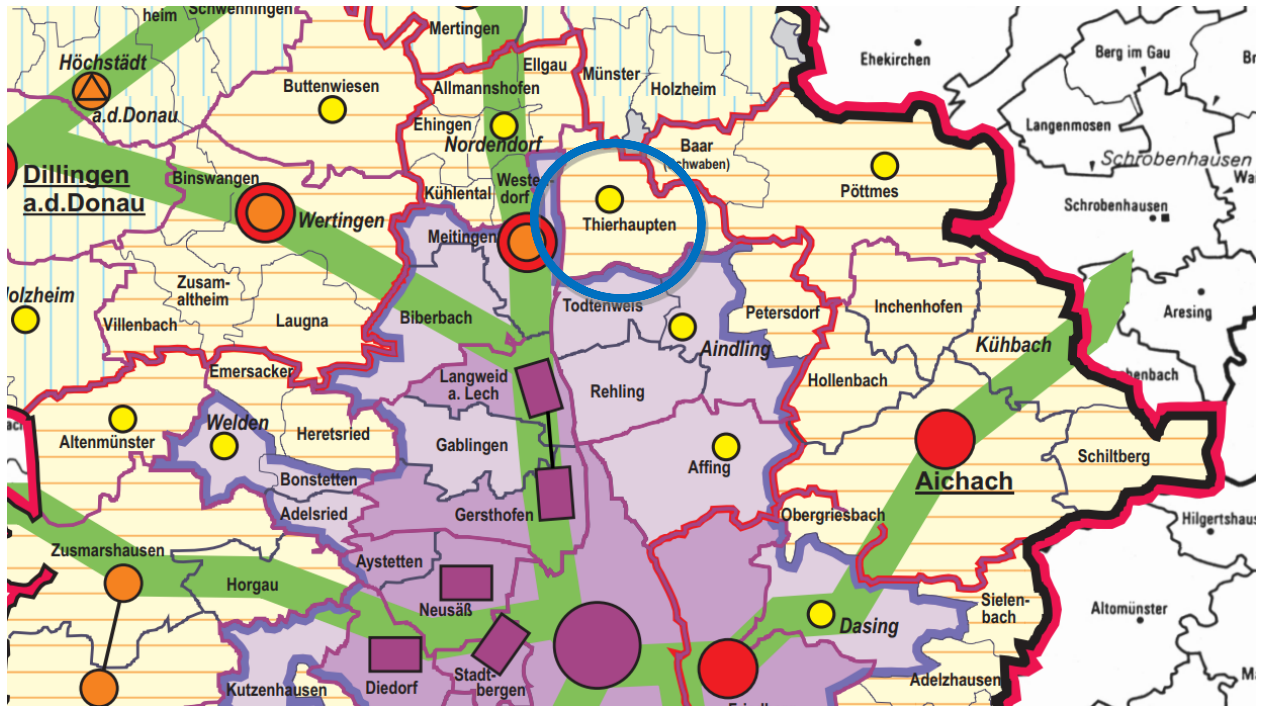 heim
Schwenningen
Mertingen
Höchstädt
a.d.Donau
Buttenwiesen
Ellgau
Allmannshofen
Ehingen
Nordendorf
Münster
Holzheim
Ehekirchen
Berg im Gau
Langenmosen
Schrobenhausen
Schrobenhausen
Baar
(Schwaben)
Pöttmes
Dillingen
a.d.Donau
Binswangen
Wertingen
Kühlental
Wester-
dorf
Meitingen
Thierhaupten
Zusam-
altheim
Villenbach
Laugna
Biberbach
Todtenweis
Aindling
Petersdorf
Inchenhofen
Kühbach
Aresing
Emersacker
Langweid
a. Lech
Rehling
Hollenbach
Altenmünster
Welden
Heretsried
Gablingen
Affing
Aichach
Schiltberg
Bonstetten
Adelsried
Gersthofen
Obergriesbach
Zusmarshausen
Horgau
Aystetten
Neusäß
Dasing
Sielen-
bach
Altomünster
Kutzenhausen
Diedorf
Stadt-
bergen
Adelzhausen